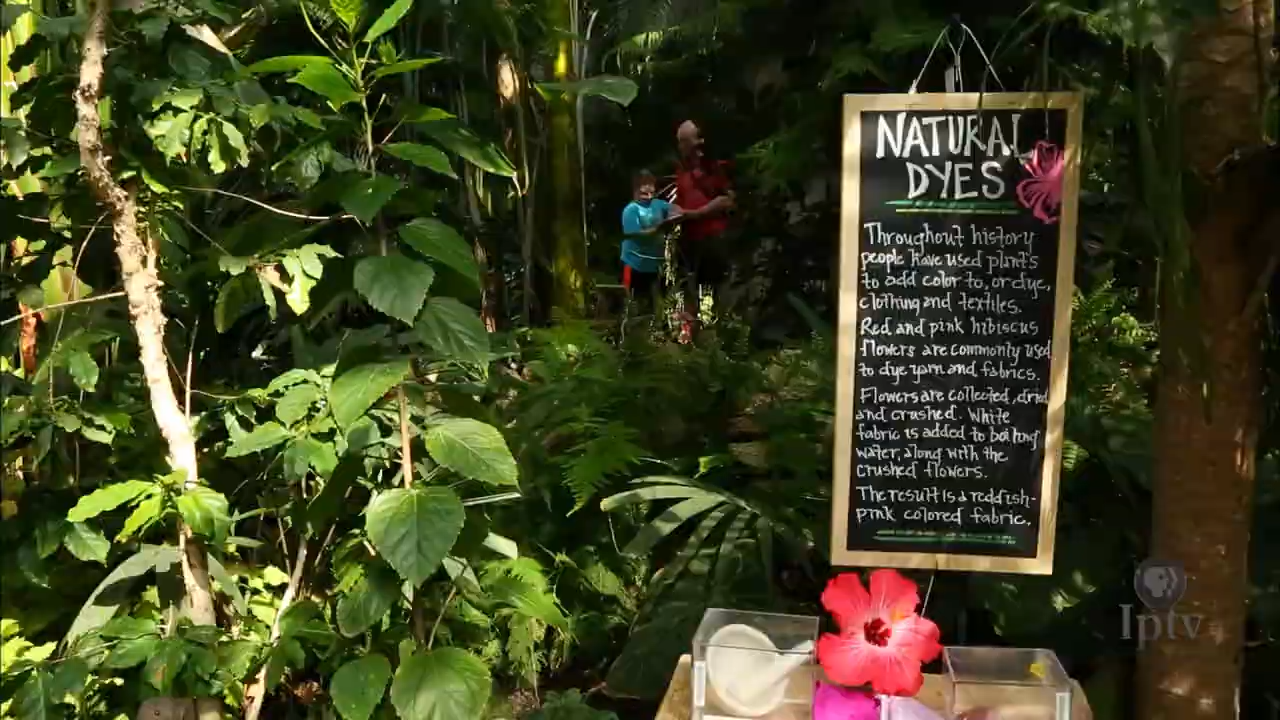 NATURAL
DYES
Throughout history
people have used plants
to add color to, or dye,
clothing and textiles.
Red and pink hibiscus
flowers are commonly used
to dye yarn and fabrics.
Flowers are collected, dried
and crushed. White
fabric is added to boiling
water, along with the
crushed flowers.
The result is a reddish-
pink colored fabric.
Iptv